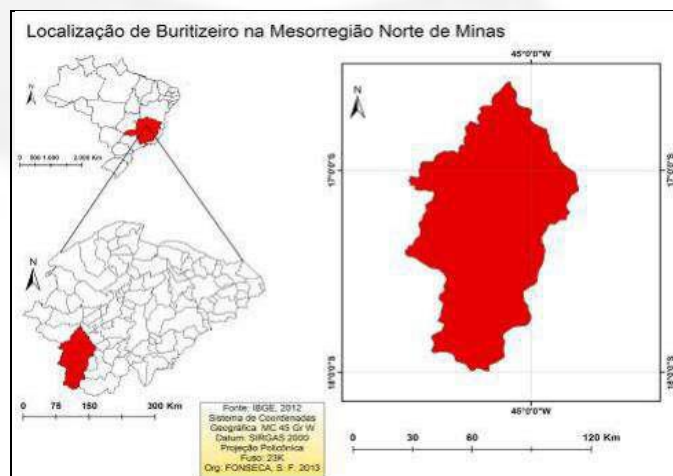 Localização de Buritizeiro na Mesorregião Norte de Minas
N
0 500 1.000 2.000 Km
N
0 75 150 300 Km
Fonte: IBGE, 2012
Sistema de Coordenadas
Geográfica MC 45 Gr W
Datum: SIRGAS 2000
Projeção Policônica
Fuso: 23K
Org: FONSECA, S. F. 2013
45°0'0"W
N
17°0'0"S
17°0'0"S
18°0'0"S
18°0'0"S
45°0'0"W
0 30 60 120 Km